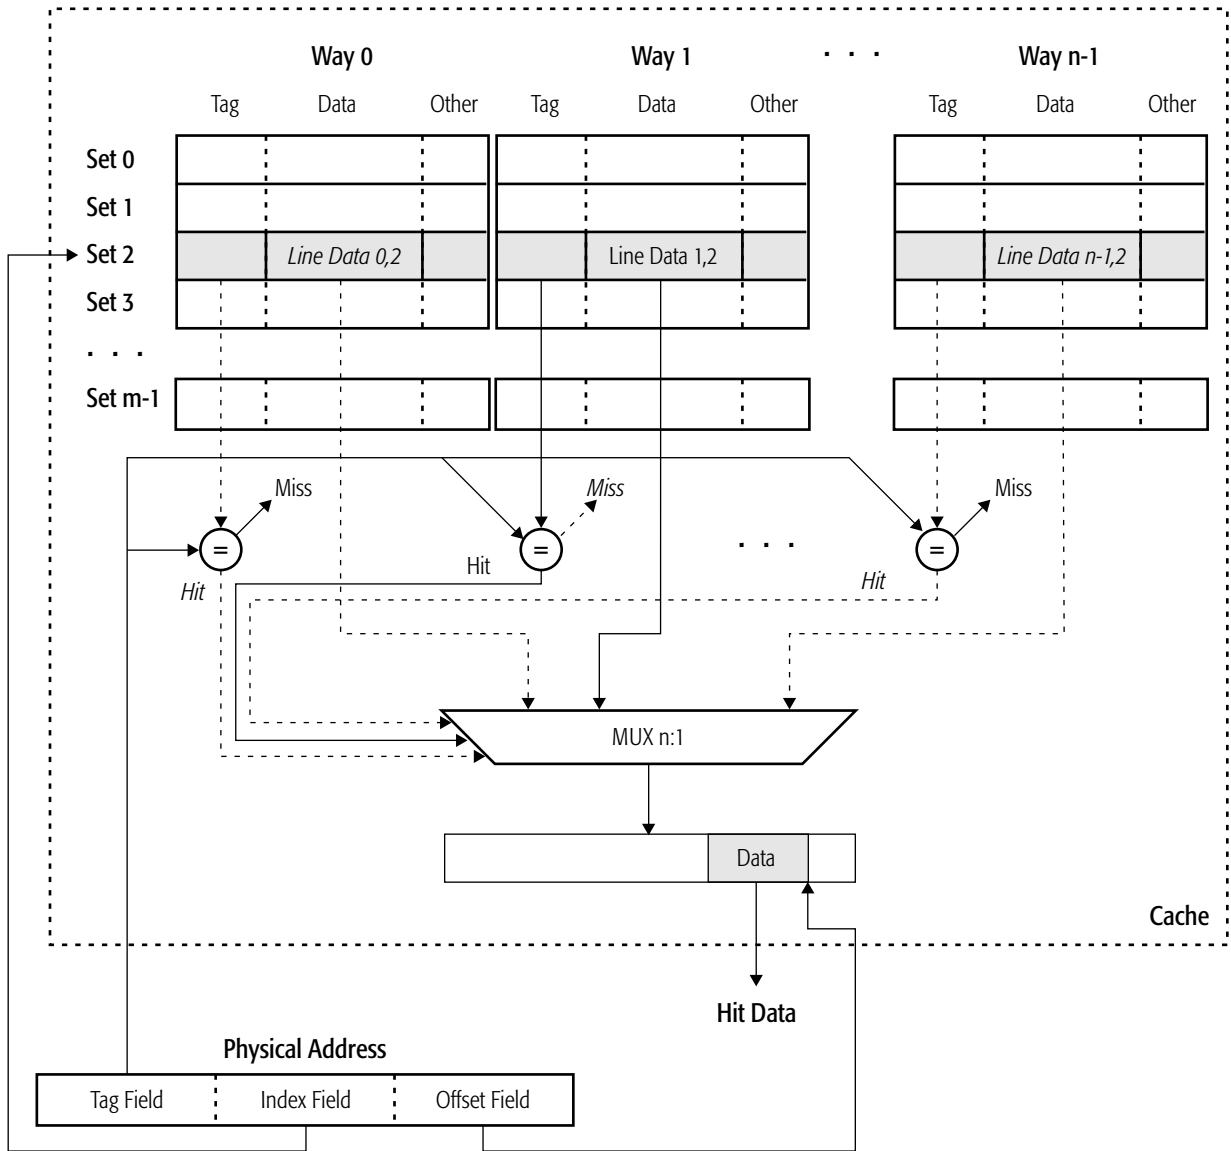 Way 0 Way 1 . . . Way n-1
Tag Data Other Tag Data Other Tag Data Other
Set 0
Set 1
Set 2 Line Data 0,2 Line Data 1,2 Line Data n-1,2
Set 3
. . .
Set m-1
Miss Miss Miss
= = . . . =
Hit Hit Hit
MUX n:1
Data
Cache
Hit Data
Physical Address
Tag Field Index Field Offset Field